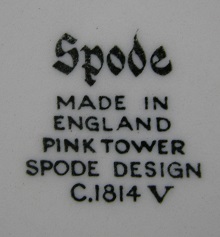 Spode
MADE IN
ENGLAND
PINK TOWER
SPODE DESIGN
C.1814 V